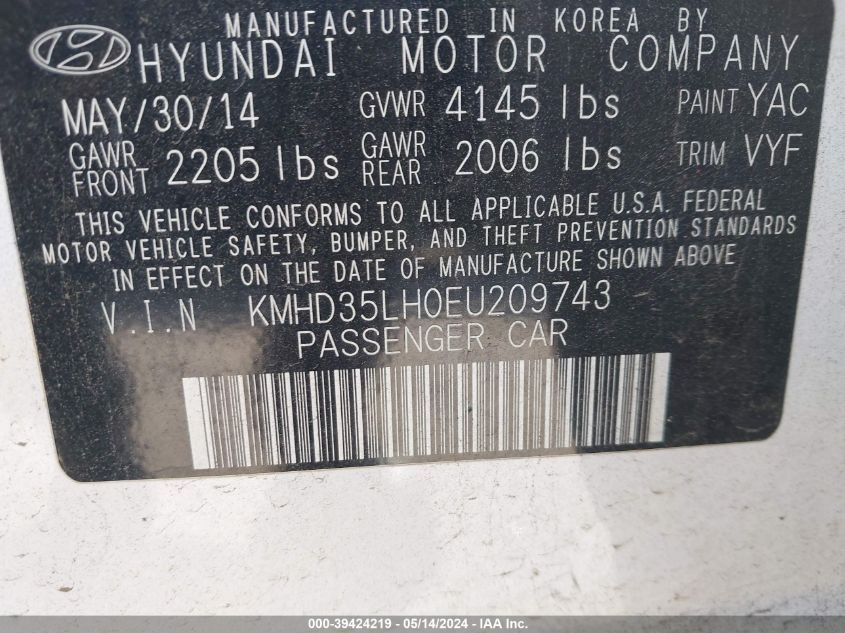 MANUFACTURED IN KOREA BY
HYUNDAI MOTOR COMPANY
MAY/30/14 GVWR 4145 lbs PAINT YAC
GAWR FRONT 2205 lbs GAWR REAR 2006 lbs TRIM VYF
THIS VEHICLE CONFORMS TO ALL APPLICABLE U.S.A. FEDERAL
MOTOR VEHICLE SAFETY, BUMPER, AND THEFT PREVENTION STANDARDS
IN EFFECT ON THE DATE OF MANUFACTURE SHOWN ABOVE
V.I.N KMHD35LH0EU209743
PASSENGER CAR
000-39424219 - 05/14/2024 - IAA Inc.